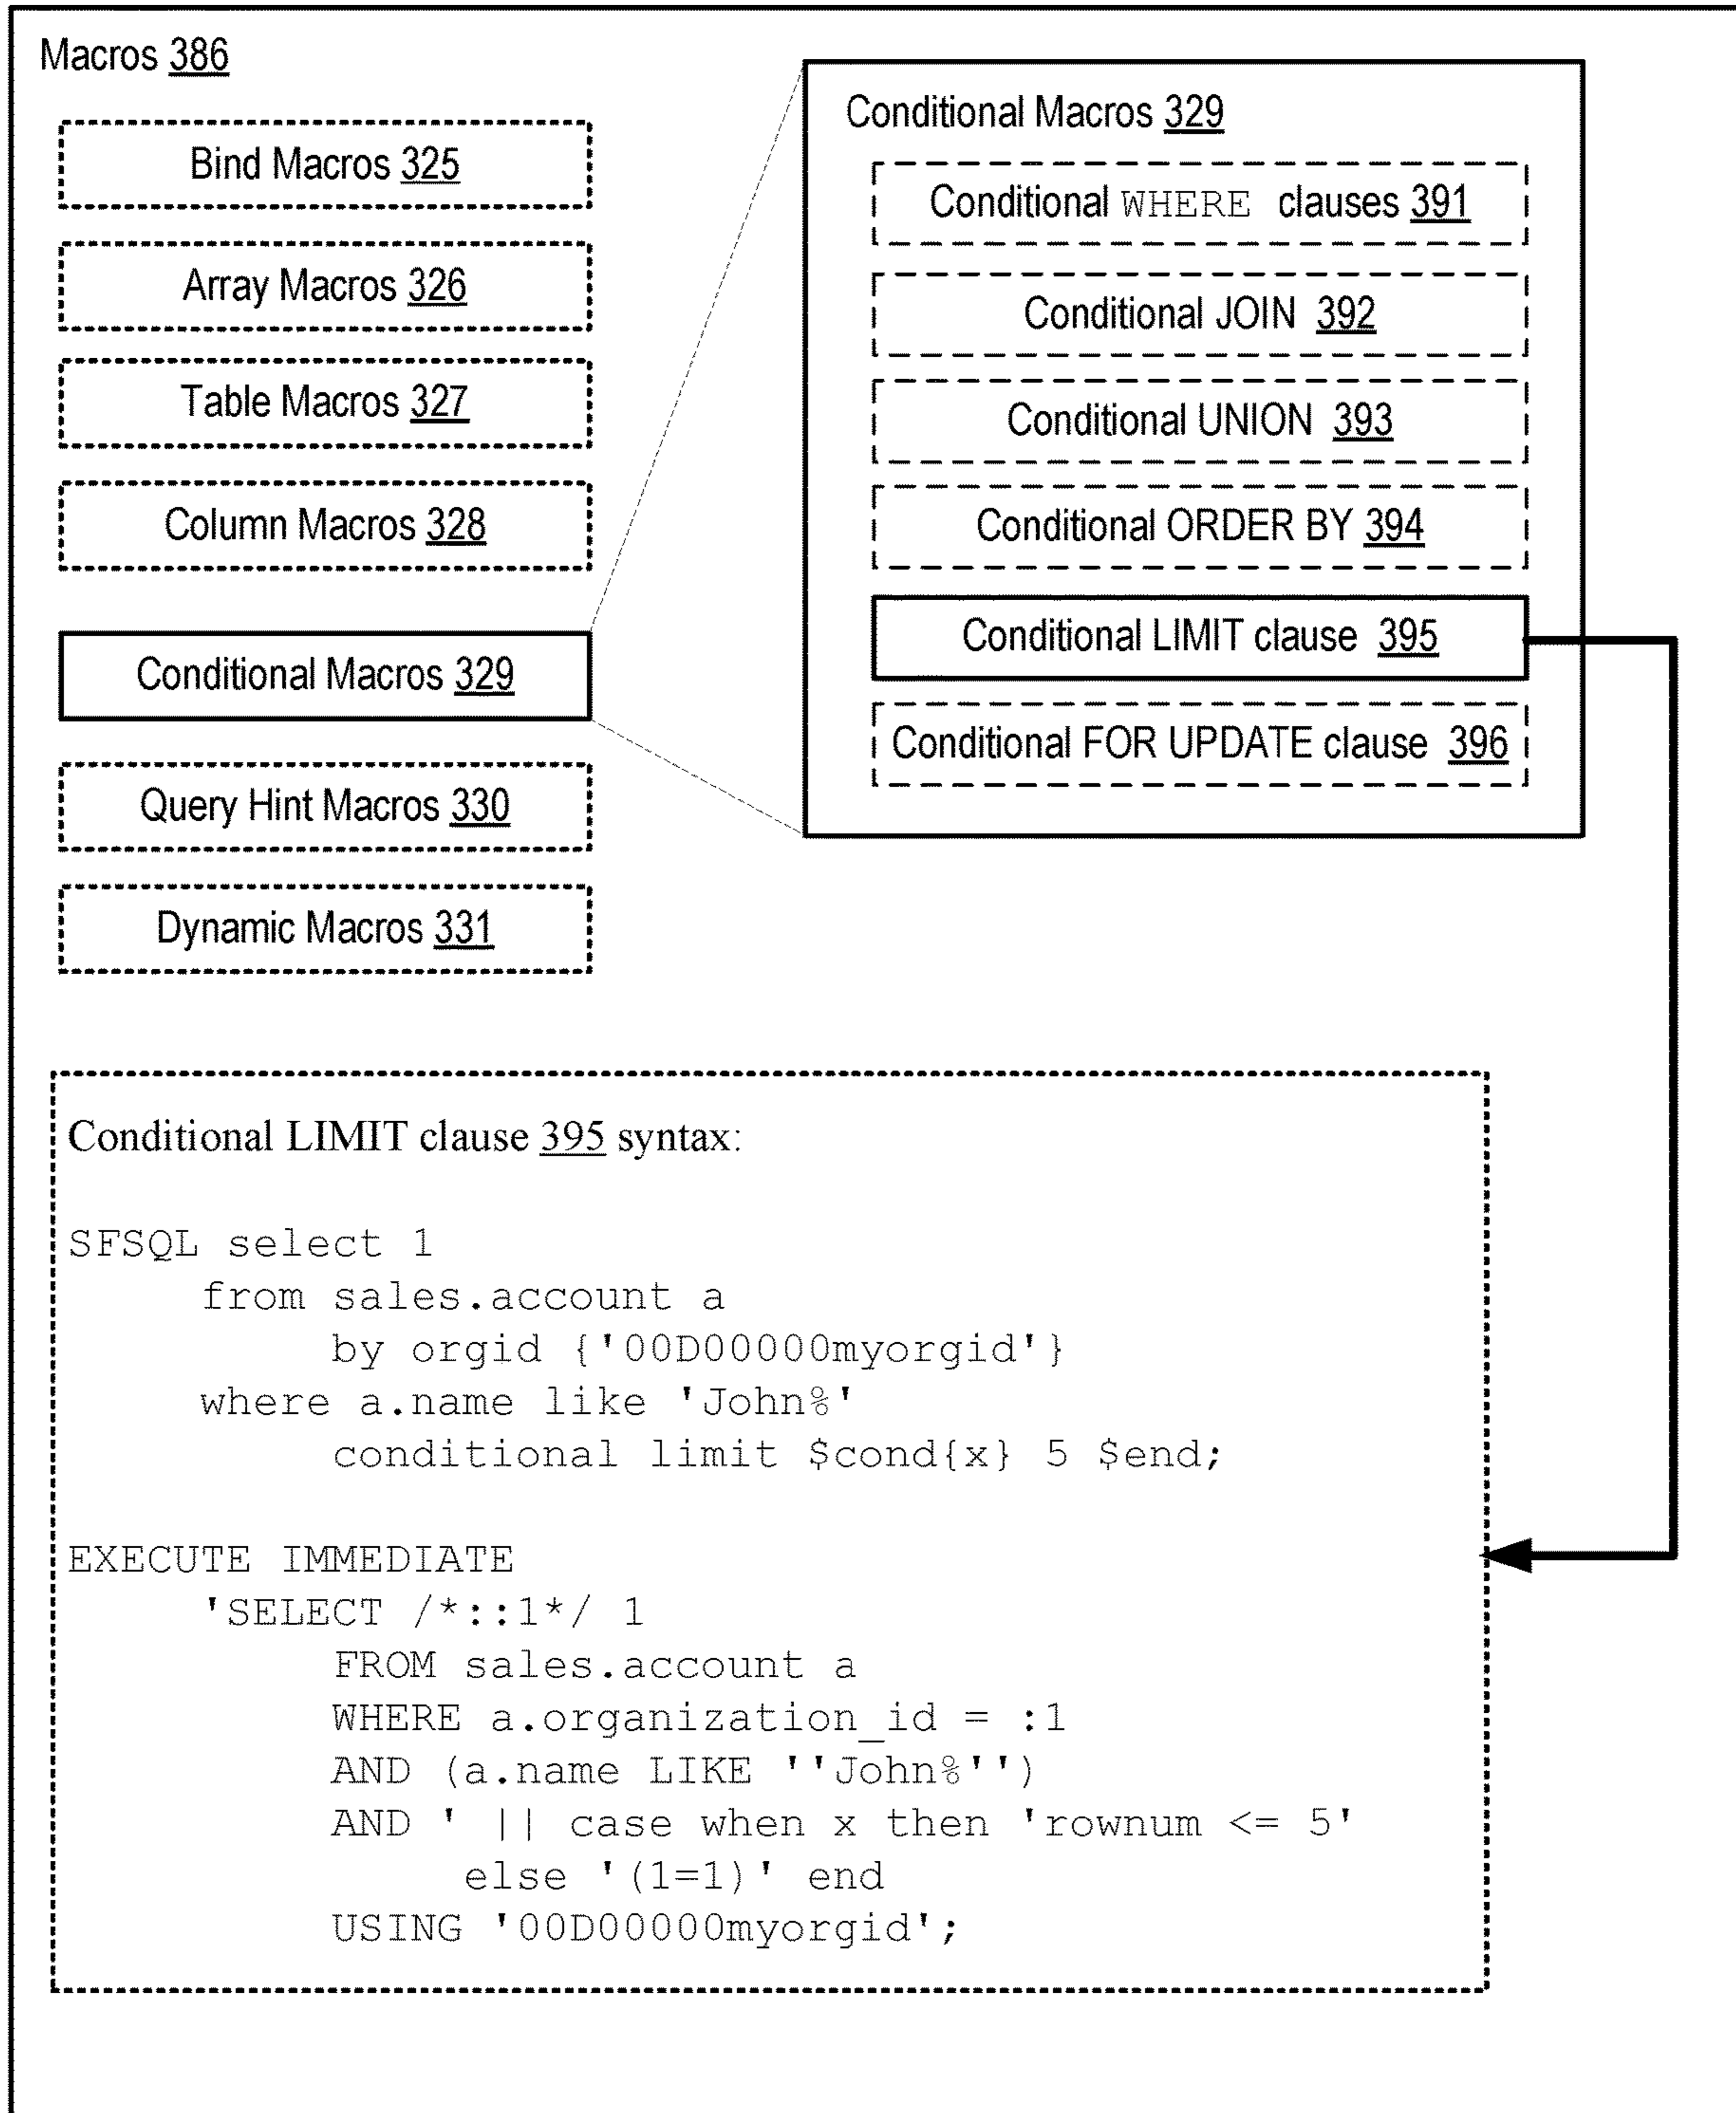 Macros 386
Bind Macros 325
Array Macros 326
Table Macros 327
Column Macros 328
Conditional Macros 329
Query Hint Macros 330
Dynamic Macros 331
Conditional Macros 329
Conditional WHERE clauses 391
Conditional JOIN 392
Conditional UNION 393
Conditional ORDER BY 394
Conditional LIMIT clause 395
Conditional FOR UPDATE clause 396
Conditional LIMIT clause 395 syntax:
SFSQL select 1
from sales.account a
by orgid {'00D00000myorgid'}
where a.name like 'John%'
conditional limit $cond{x} 5 $end;
EXECUTE IMMEDIATE
'SELECT /*::1*/ 1
FROM sales.account a
WHERE a.organization_id = :1
AND (a.name LIKE ''John%'')
AND ' || case when x then 'rownum <= 5'
else '(1=1)' end
USING '00D00000myorgid';